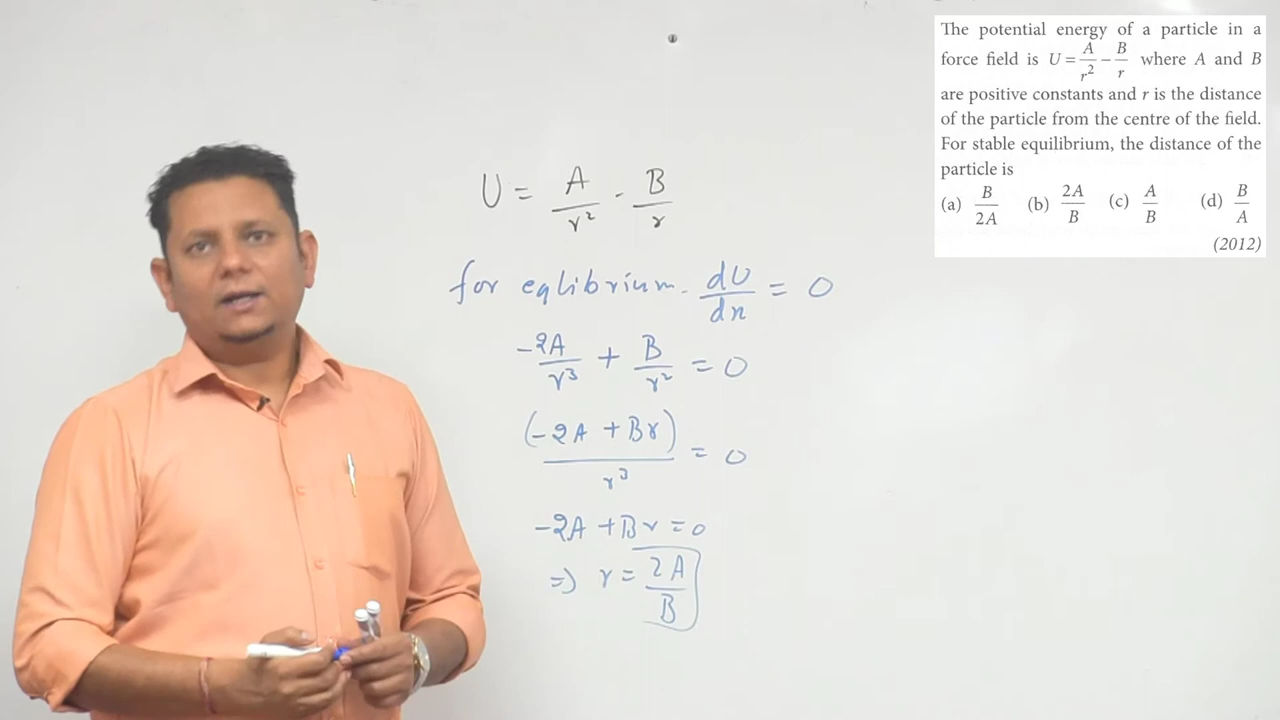 The potential energy of a particle in a
force field is U = A/r² − B/r where A and B
are positive constants and r is the distance
of the particle from the centre of the field.
For stable equilibrium, the distance of the
particle is
(a) B/2A (b) 2A/B (c) A/B (d) B/A
(2012)
U = A/r² - B/r
for eqlibrium. dU/dn = 0
-2A/r³ + B/r² = 0
(-2A + Br)/r³ = 0
-2A + Br = 0
=> r = 2A/B